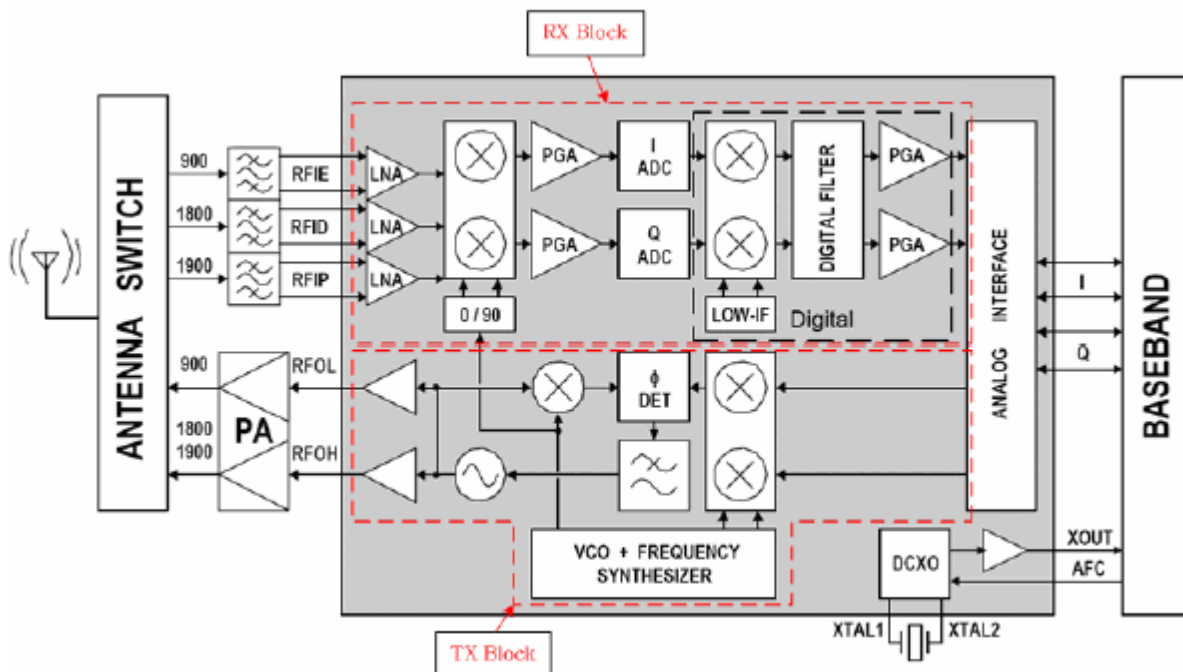 RX Block
ANTENNA SWITCH
900
1800
1900
RFIE
RFID
RFIP
LNA
LNA
LNA
0 / 90
PGA
PGA
I
ADC
Q
ADC
LOW-IF
Digital
DIGITAL FILTER
PGA
PGA
ANALOG INTERFACE
I
Q̄
BASEBAND
900
1800
1900
PA
RFOL
RFOH
ϕ
DET
VCO + FREQUENCY
SYNTHESIZER
DCXO
XOUT
AFC
XTAL1
XTAL2
TX Block